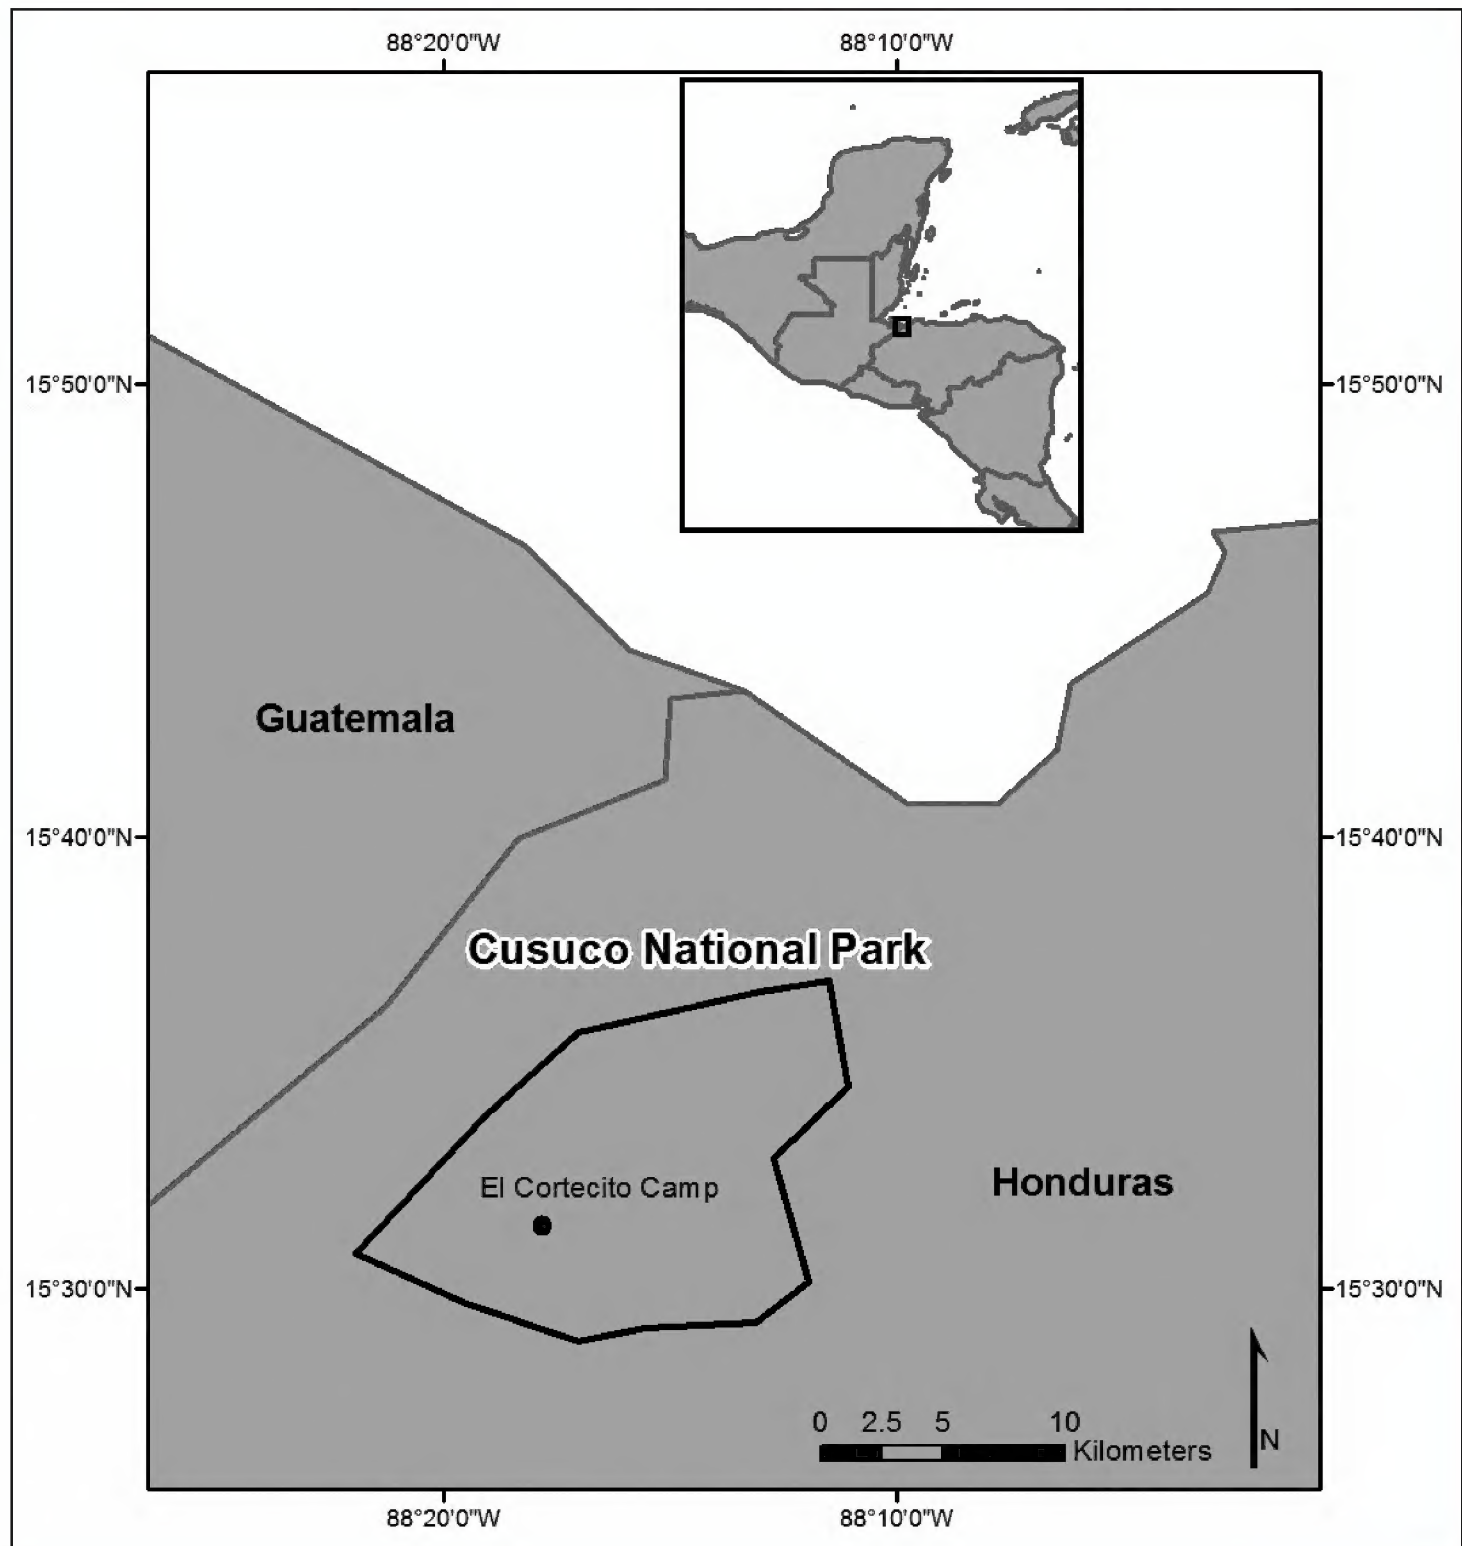 88°20'0"W 88°10'0"W
15°50'0"N 15°50'0"N
Guatemala
15°40'0"N 15°40'0"N
Cusuco National Park
El Cortecito Camp
Honduras
15°30'0"N 15°30'0"N
0 2.5 5 10
Kilometers
N
88°20'0"W 88°10'0"W